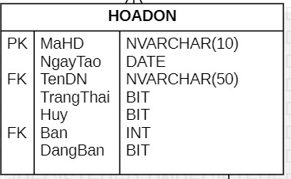 HOADON
PK MaHD NVARCHAR(10)
NgayTao DATE
FK TenDN NVARCHAR(50)
TrangThai BIT
Huy BIT
FK Ban INT
DangBan BIT